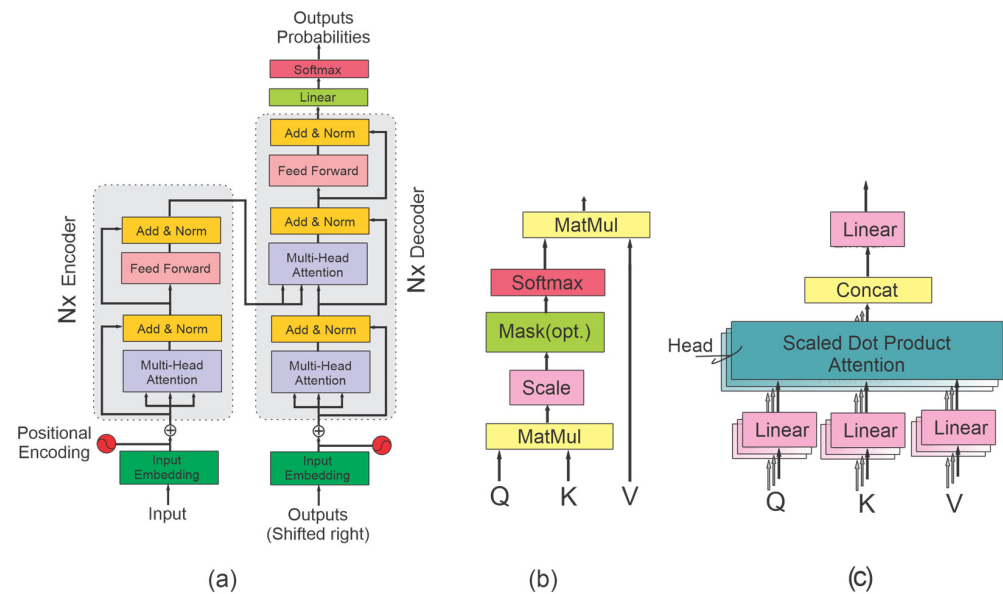 Outputs
Probabilities
Softmax
Linear
Add & Norm
Feed Forward
Add & Norm
Multi-Head
Attention
Add & Norm
Multi-Head
Attention
Nx Decoder
Nx Encoder
Add & Norm
Feed Forward
Add & Norm
Multi-Head
Attention
Positional
Encoding
Input
Embedding
Input
Input
Embedding
Outputs
(Shifted right)
(a)
MatMul
Softmax
Mask(opt.)
Scale
MatMul
Q K V
(b)
Linear
Concat
Head
Scaled Dot Product
Attention
Linear Linear Linear
Q K V
(c)